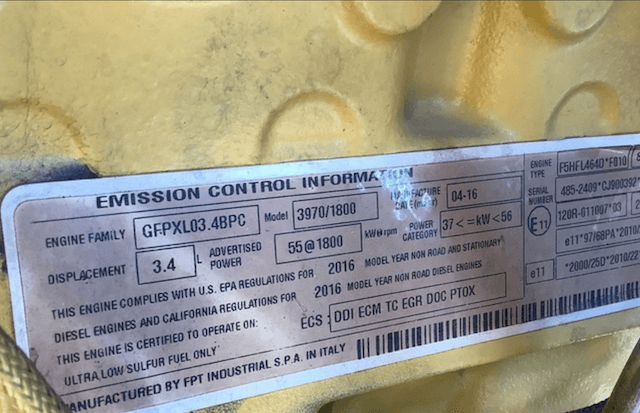 EMISSION CONTROL INFORMATION
ENGINE FAMILY GFPXL03.4BPC Model 3970/1800 MANUFACTURE DATE 04-16
DISPLACEMENT 3.4 L ADVERTISED POWER 55@1800 kW@rpm POWER CATEGORY 37<=kW<56
THIS ENGINE COMPLIES WITH U.S. EPA REGULATIONS FOR 2016 MODEL YEAR NON ROAD AND STATIONARY
DIESEL ENGINES AND CALIFORNIA REGULATIONS FOR 2016 MODEL YEAR NON ROAD DIESEL ENGINES
THIS ENGINE IS CERTIFIED TO OPERATE ON: ECS: DDI ECM TC EGR DOC PTOX
ULTRA LOW SULFUR FUEL ONLY
MANUFACTURED BY FPT INDUSTRIAL S.P.A. IN ITALY
ENGINE TYPE F5HFL464D*F010
SERIAL NUMBER 485-2409*CJ900392*
E11 120R-011007*03
e11*97/68PA*2010/
e11 *2000/25D*2010/22